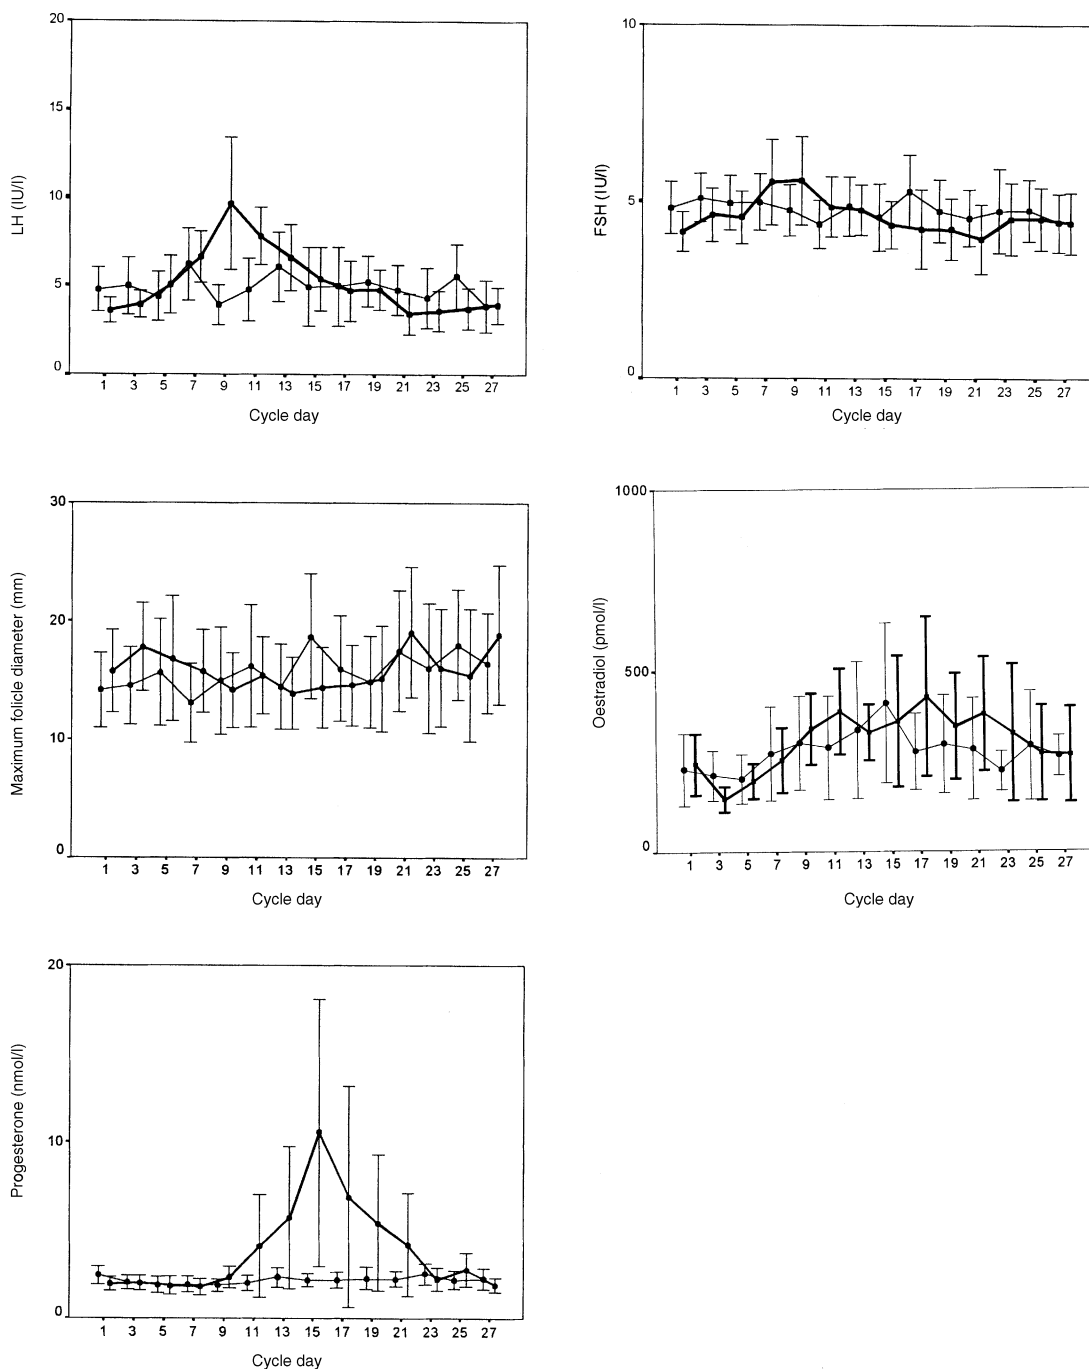 20
15
10
5
0
LH (IU/l)
1 3 5 7 9 11 13 15 17 19 21 23 25 27
Cycle day
10
5
0
FSH (IU/l)
1 3 5 7 9 11 13 15 17 19 21 23 25 27
Cycle day
30
20
10
0
Maximum folicle diameter (mm)
1 3 5 7 9 11 13 15 17 19 21 23 25 27
Cycle day
1000
500
0
Oestradiol (pmol/l)
1 3 5 7 9 11 13 15 17 19 21 23 25 27
Cycle day
20
10
0
Progesterone (nmol/l)
1 3 5 7 9 11 13 15 17 19 21 23 25 27
Cycle day